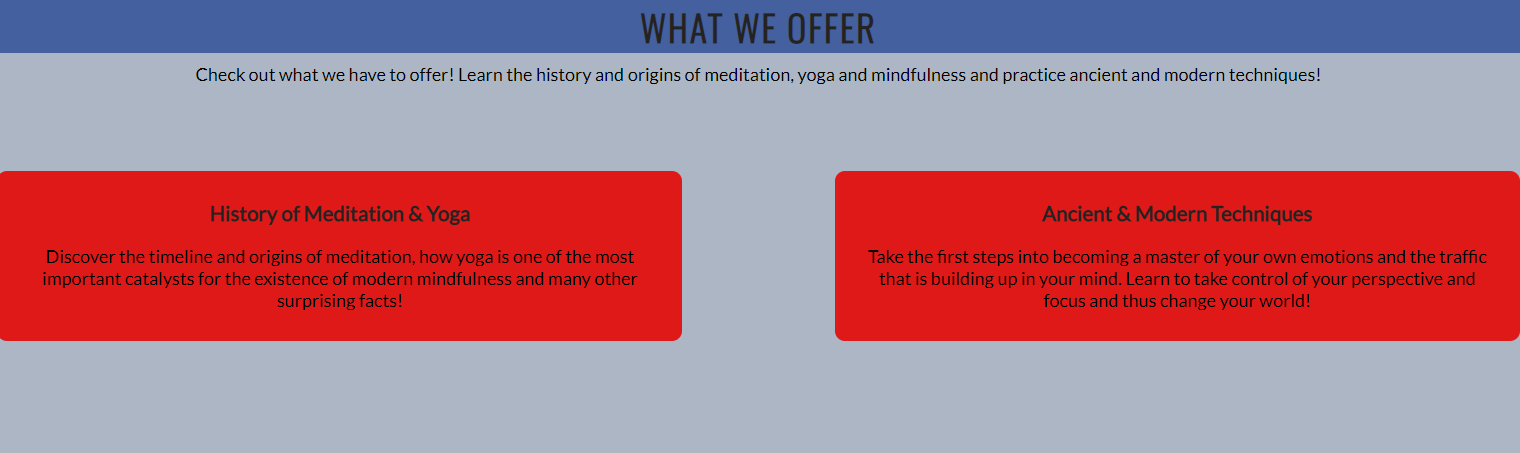 WHAT WE OFFER
Check out what we have to offer! Learn the history and origins of meditation, yoga and mindfulness and practice ancient and modern techniques!
History of Meditation & Yoga
Discover the timeline and origins of meditation, how yoga is one of the most
important catalysts for the existence of modern mindfulness and many other
surprising facts!
Ancient & Modern Techniques
Take the first steps into becoming a master of your own emotions and the traffic
that is building up in your mind. Learn to take control of your perspective and
focus and thus change your world!